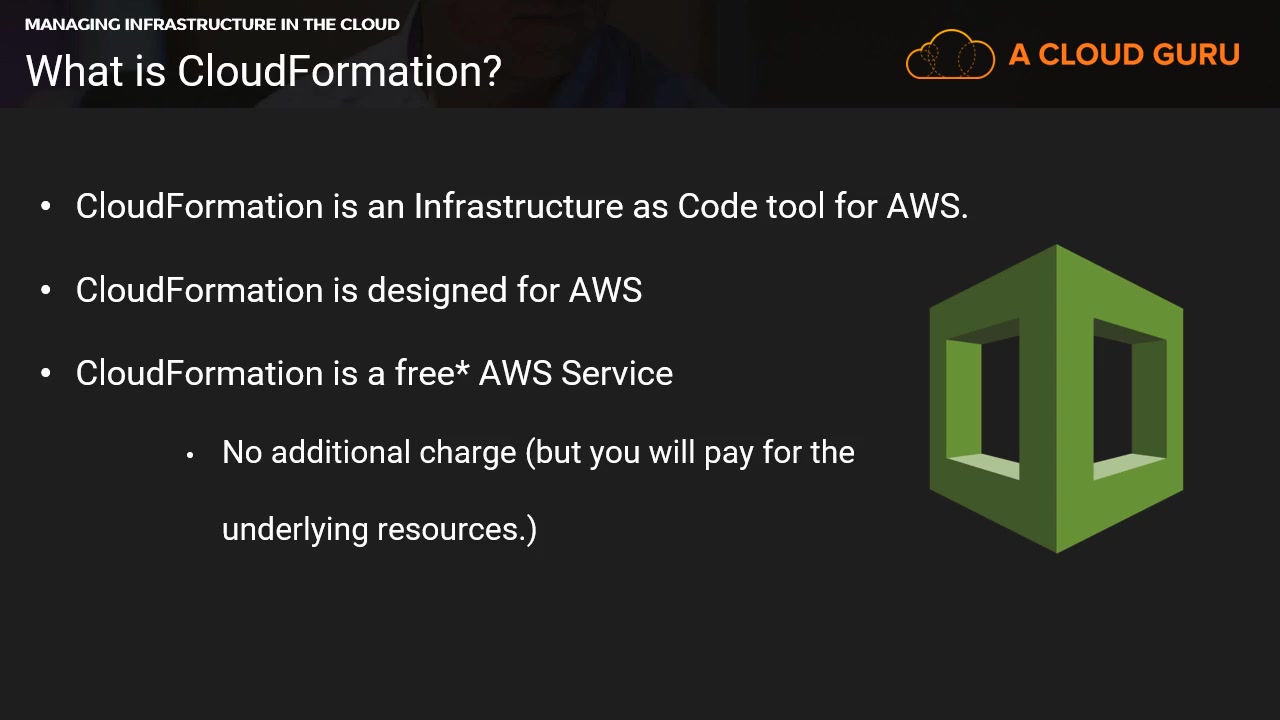 MANAGING INFRASTRUCTURE IN THE CLOUD
What is CloudFormation?
A CLOUD GURU
• CloudFormation is an Infrastructure as Code tool for AWS.
• CloudFormation is designed for AWS
• CloudFormation is a free* AWS Service
• No additional charge (but you will pay for the
underlying resources.)